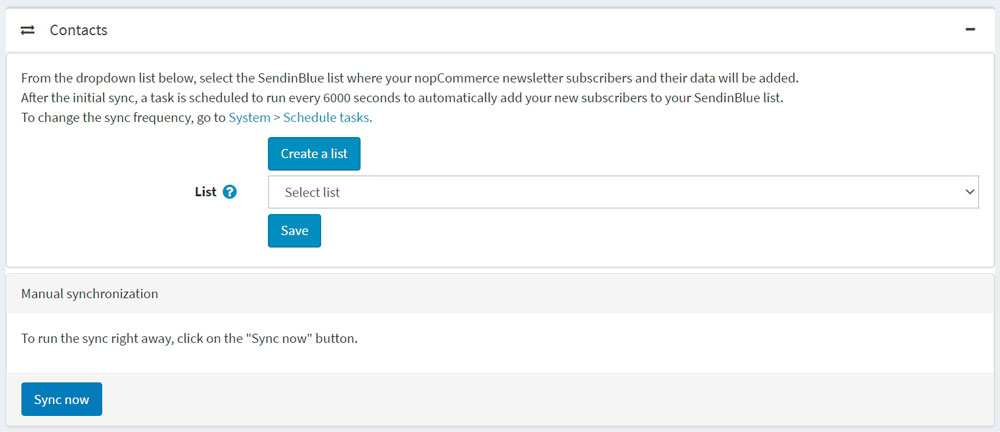 Contacts
From the dropdown list below, select the SendinBlue list where your nopCommerce newsletter subscribers and their data will be added.
After the initial sync, a task is scheduled to run every 6000 seconds to automatically add your new subscribers to your SendinBlue list.
To change the sync frequency, go to System > Schedule tasks.
Create a list
List ? Select list
Save
Manual synchronization
To run the sync right away, click on the "Sync now" button.
Sync now